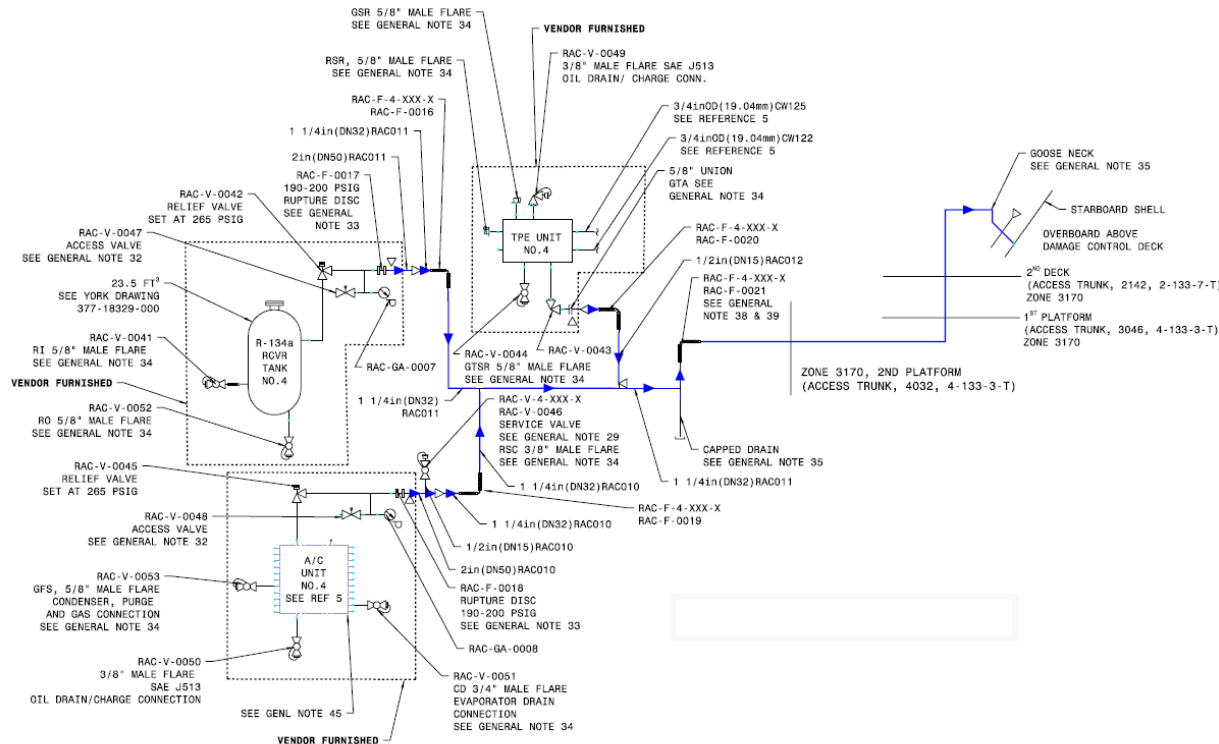 GSR 5/8" MALE FLARE
SEE GENERAL NOTE 34
VENDOR FURNISHED
RAC-V-0049
3/8" MALE FLARE SAE J513
OIL DRAIN/ CHARGE CONN.
RSR, 5/8" MALE FLARE
SEE GENERAL NOTE 34
RAC-F-4-XXX-X
RAC-F-0016
1 1/4in(DN32)RAC011
2in(DN50)RAC011
RAC-F-0017
190-200 PSIG
RUPTURE DISC
SEE GENERAL
NOTE 33
3/4inOD(19.04mm)CW125
SEE REFERENCE 5
3/4inOD(19.04mm)CW122
SEE REFERENCE 5
5/8" UNION
GTA SEE
GENERAL NOTE 34
GOOSE NECK
SEE GENERAL NOTE 35
STARBOARD SHELL
OVERBOARD ABOVE
DAMAGE CONTROL DECK
RAC-V-0042
RELIEF VALVE
SET AT 265 PSIG
RAC-V-0047
ACCESS VALVE
SEE GENERAL NOTE 32
23.5 FT3
SEE YORK DRAWING
377-18329-000
TPE UNIT
NO.4
RAC-F-4-XXX-X
RAC-F-0020
1/2in(DN15)RAC012
RAC-F-4-XXX-X
RAC-F-0021
SEE GENERAL
NOTE 38 & 39
2ND DECK
(ACCESS TRUNK, 2142, 2-133-7-T)
ZONE 3170
1ST PLATFORM
(ACCESS TRUNK, 3046, 4-133-3-T)
ZONE 3170
RAC-V-0041
RI 5/8" MALE FLARE
SEE GENERAL NOTE 34
VENDOR FURNISHED
R-134a
RCVR
TANK
NO.4
RAC-GA-0007
RAC-V-0044
GTSR 5/8" MALE FLARE
SEE GENERAL NOTE 34
RAC-V-0043
ZONE 3170, 2ND PLATFORM
(ACCESS TRUNK, 4032, 4-133-3-T)
RAC-V-0052
RO 5/8" MALE FLARE
SEE GENERAL NOTE 34
1 1/4in(DN32)
RAC011
RAC-V-4-XXX-X
RAC-V-0046
SERVICE VALVE
SEE GENERAL NOTE 29
RSC 3/8" MALE FLARE
SEE GENERAL NOTE 34
CAPPED DRAIN
SEE GENERAL NOTE 35
1 1/4in(DN32)RAC011
RAC-V-0045
RELIEF VALVE
SET AT 265 PSIG
1 1/4in(DN32)RAC010
RAC-F-4-XXX-X
RAC-F-0019
RAC-V-0048
ACCESS VALVE
SEE GENERAL NOTE 32
1 1/4in(DN32)RAC010
1/2in(DN15)RAC010
2in(DN50)RAC010
A/C
UNIT
NO.4
SEE REF 5
RAC-V-0053
GFS, 5/8" MALE FLARE
CONDENSER, PURGE
AND GAS CONNECTION
SEE GENERAL NOTE 34
RAC-F-0018
RUPTURE DISC
190-200 PSIG
SEE GENERAL NOTE 33
RAC-GA-0008
RAC-V-0050
3/8" MALE FLARE
SAE J513
OIL DRAIN/CHARGE CONNECTION
RAC-V-0051
CD 3/4" MALE FLARE
EVAPORATOR DRAIN
CONNECTION
SEE GENERAL NOTE 34
SEE GENL NOTE 45
VENDOR FURNISHED